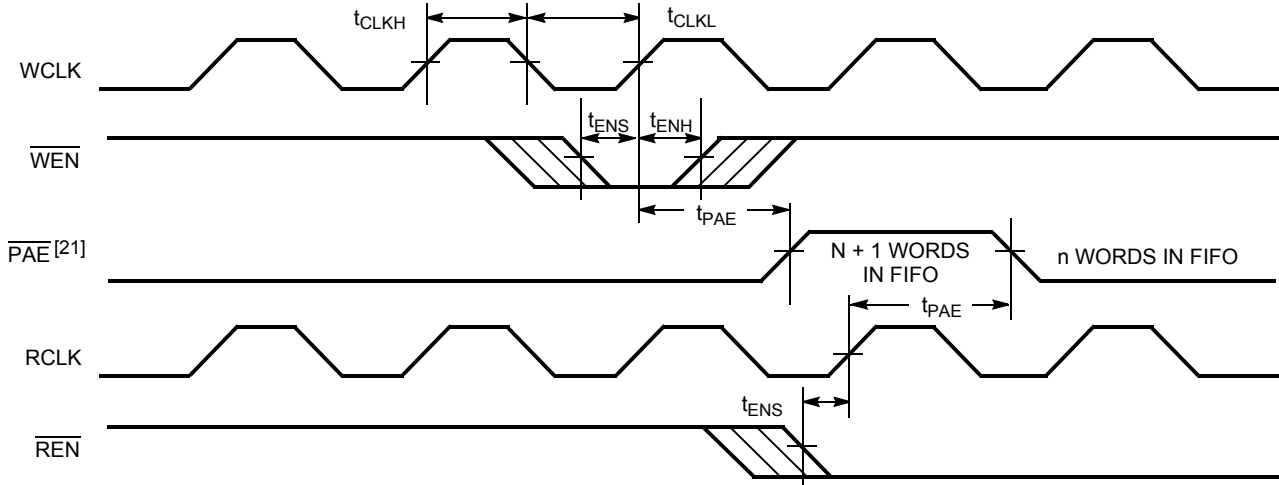 tCLKH
tCLKL
WCLK
tENS
tENH
WEN
tPAE
PAE [21]
N + 1 WORDS
IN FIFO
n WORDS IN FIFO
tPAE
RCLK
tENS
REN